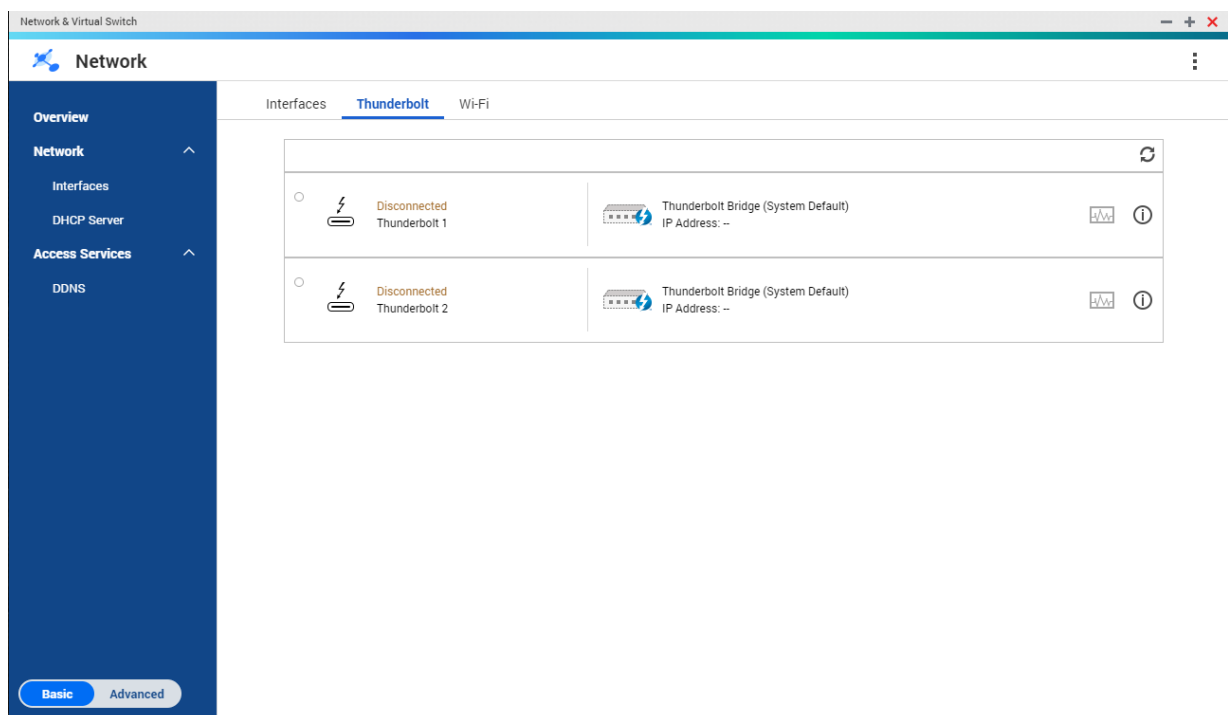 Network & Virtual Switch
Network
Overview
Network
Interfaces
DHCP Server
Access Services
DDNS
Basic
Advanced
Interfaces Thunderbolt Wi-Fi
Disconnected
Thunderbolt 1
Thunderbolt Bridge (System Default)
IP Address: --
Disconnected
Thunderbolt 2
Thunderbolt Bridge (System Default)
IP Address: --